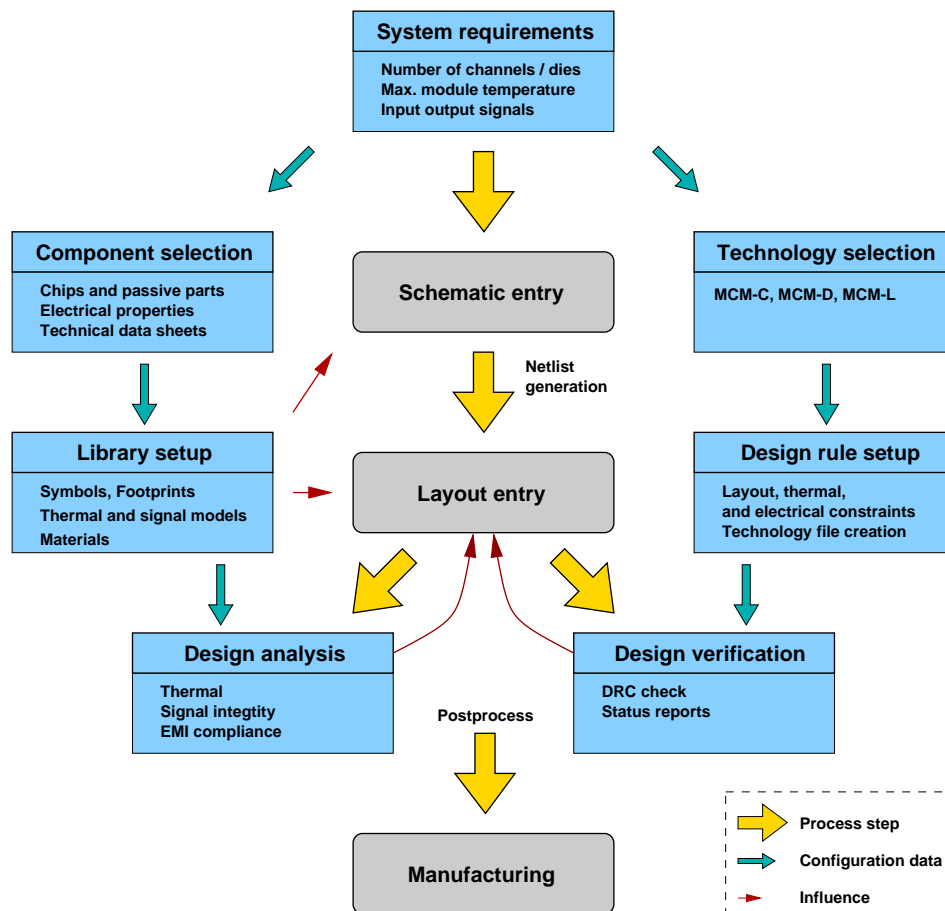 System requirements
Number of channels / dies
Max. module temperature
Input output signals
Component selection
Chips and passive parts
Electrical properties
Technical data sheets
Schematic entry
Technology selection
MCM-C, MCM-D, MCM-L
Netlist
generation
Library setup
Symbols, Footprints
Thermal and signal models
Materials
Layout entry
Design rule setup
Layout, thermal,
and electrical constraints
Technology file creation
Design analysis
Thermal
Signal integtity
EMI compliance
Design verification
DRC check
Status reports
Postprocess
Manufacturing
Process step
Configuration data
Influence